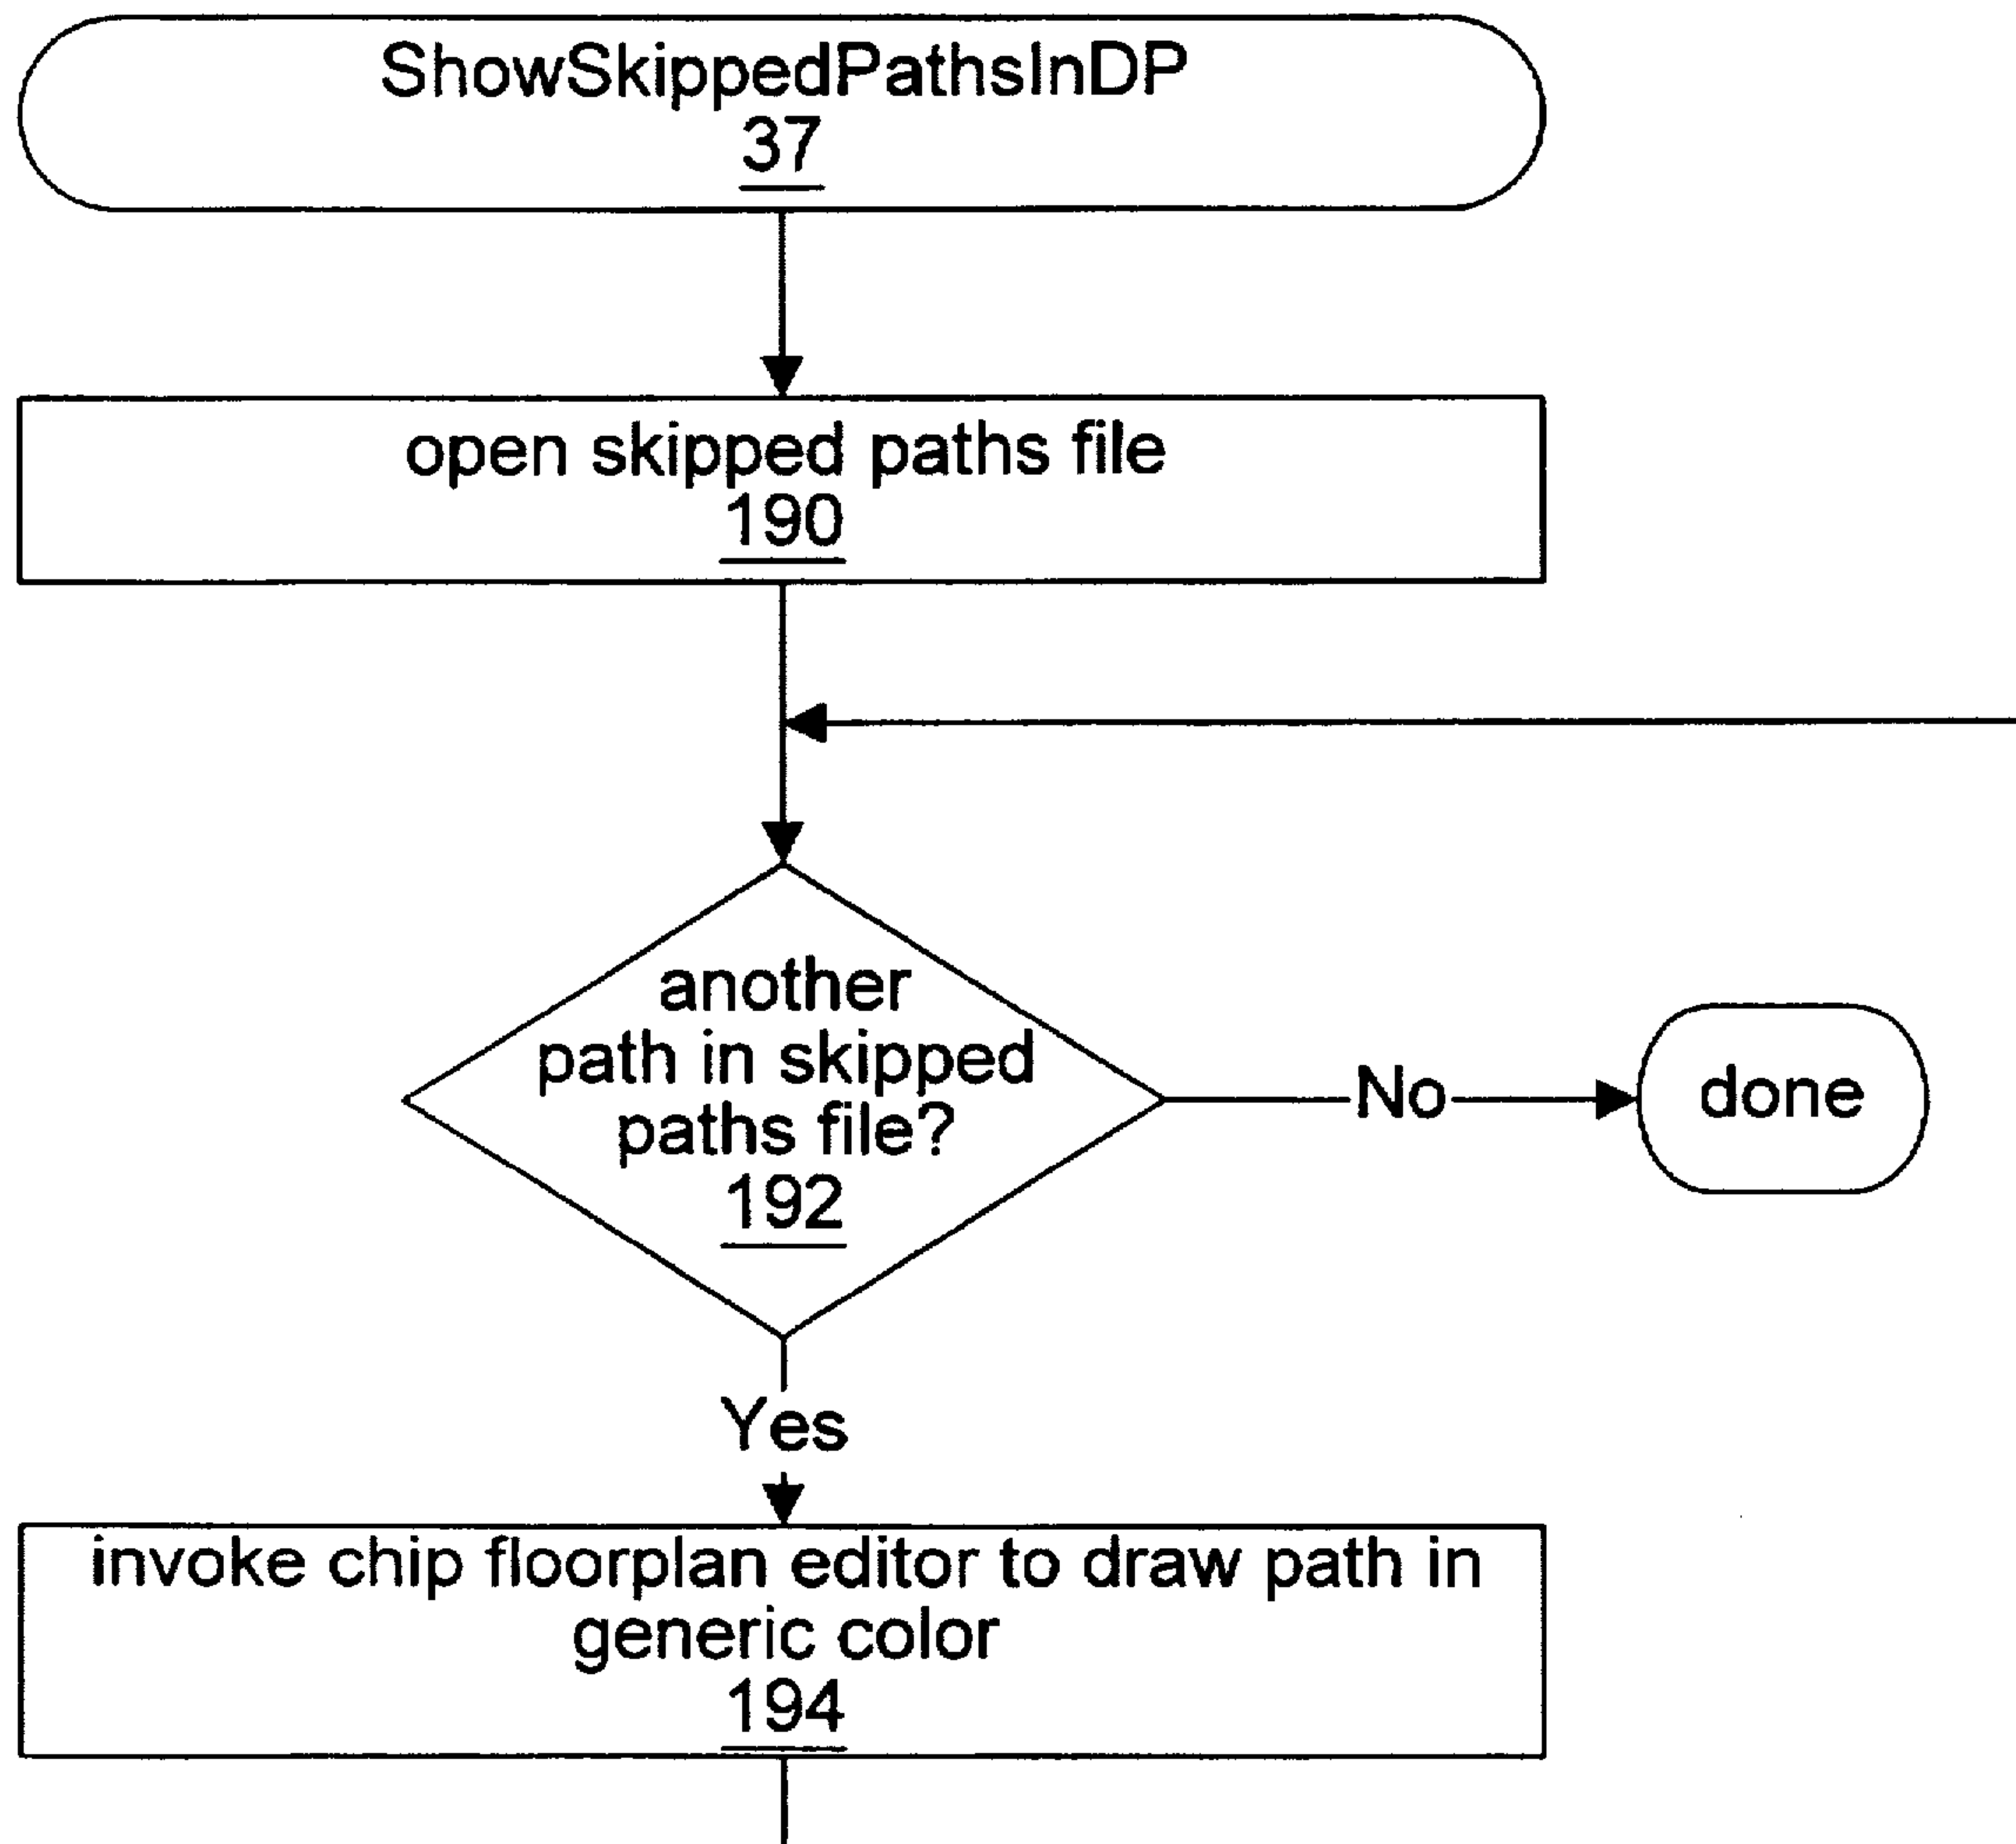 ShowSkippedPathsInDP
37
open skipped paths file
190
another
path in skipped
paths file?
192
No
done
Yes
invoke chip floorplan editor to draw path in
generic color
194